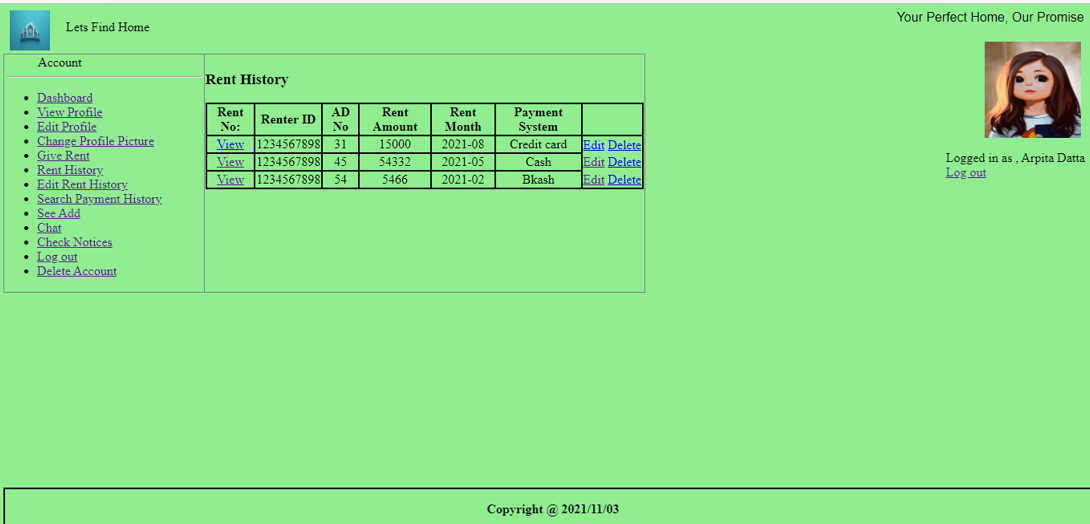 Lets Find Home
Your Perfect Home, Our Promise
Logged in as , Arpita Datta
Log out
Account
Dashboard
View Profile
Edit Profile
Change Profile Picture
Give Rent
Rent History
Edit Rent History
Search Payment History
See Add
Chat
Check Notices
Log out
Delete Account
Rent History
Rent No: Renter ID AD No Rent Amount Rent Month Payment System
View 1234567898 31 15000 2021-08 Credit card Edit Delete
View 1234567898 45 54332 2021-05 Cash Edit Delete
View 1234567898 54 5466 2021-02 Bkash Edit Delete
Copyright @ 2021/11/03